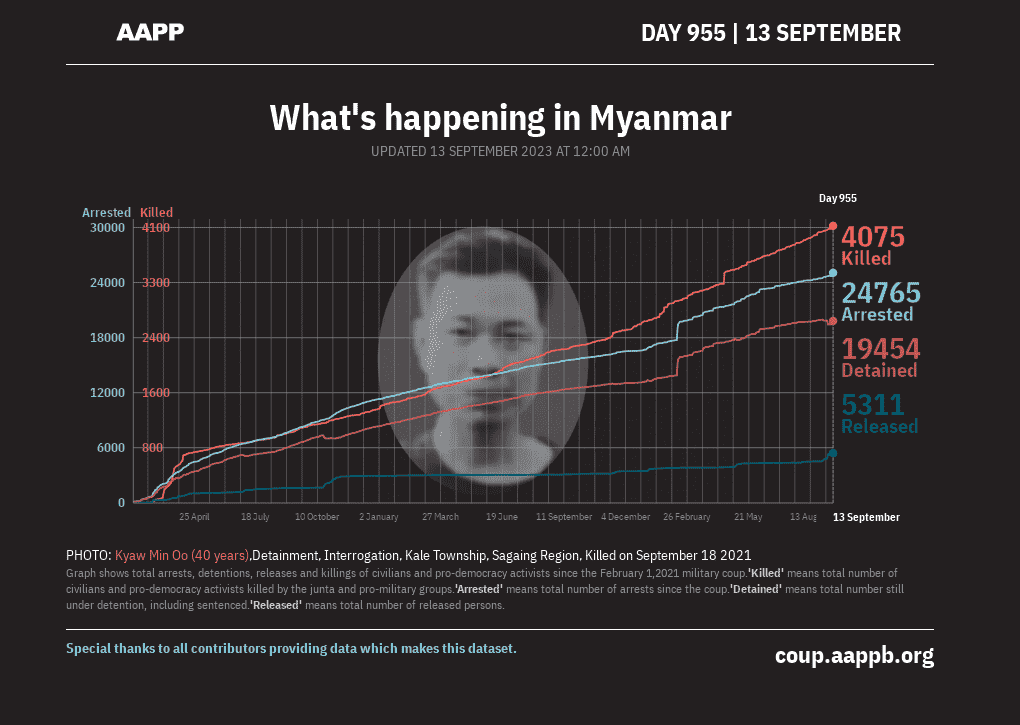 AAPP
DAY 955 | 13 SEPTEMBER
What's happening in Myanmar
UPDATED 13 SEPTEMBER 2023 AT 12:00 AM
Day 955
Arrested Killed
30000 4100
24000 3300
18000 2400
12000 1600
6000 800
0
4075
Killed
24765
Arrested
19454
Detained
5311
Released
25 April 18 July 10 October 2 January 27 March 19 June 11 September 4 December 26 February 21 May 13 Aug 13 September
PHOTO: Kyaw Min Oo (40 years),Detainment, Interrogation, Kale Township, Sagaing Region, Killed on September 18 2021
Graph shows total arrests, detentions, releases and killings of civilians and pro-democracy activists since the February 1,2021 military coup.'Killed' means total number of
civilians and pro-democracy activists killed by the junta and pro-military groups.'Arrested' means total number of arrests since the coup.'Detained' means total number still
under detention, including sentenced.'Released' means total number of released persons.
Special thanks to all contributors providing data which makes this dataset.
coup.aappb.org